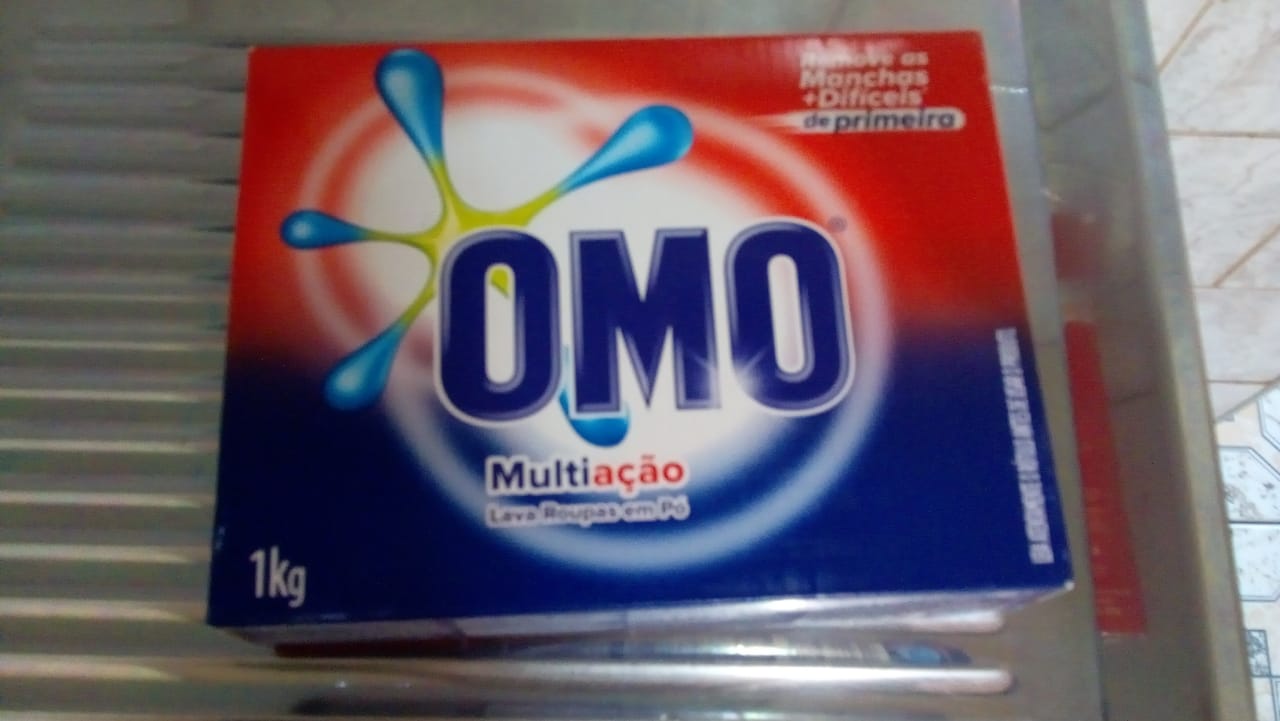 Remove as
Manchas
+Difíceis
de primeira
OMO®
Multiação
Lava Roupas em Pó
1kg